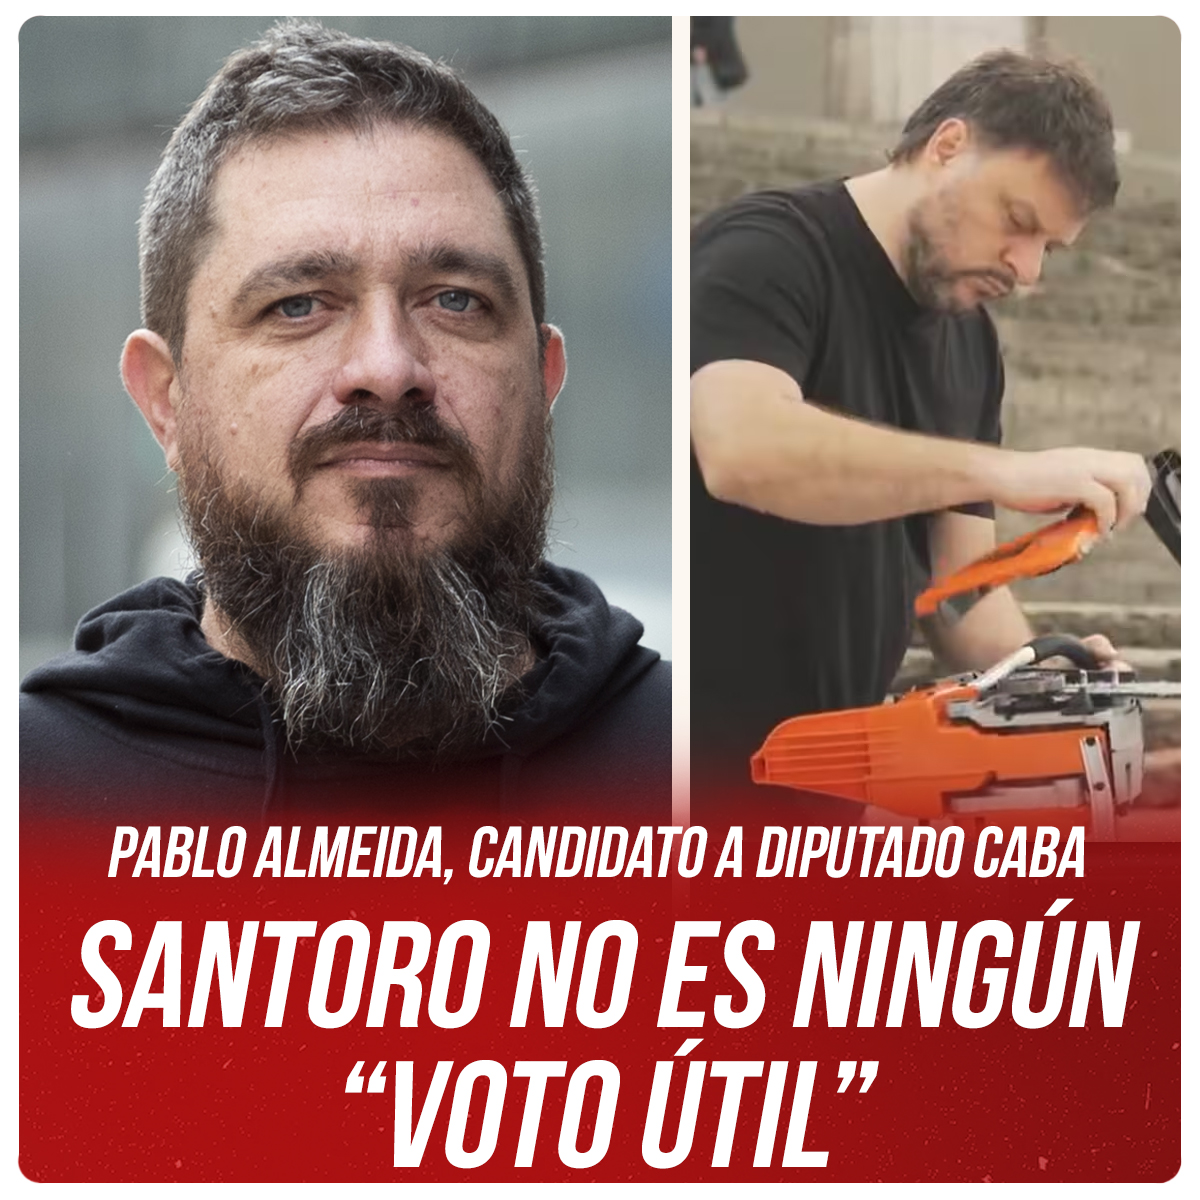 PABLO ALMEIDA, CANDIDATO A DIPUTADO CABA
SANTORO NO ES NINGÚN
“VOTO ÚTIL”